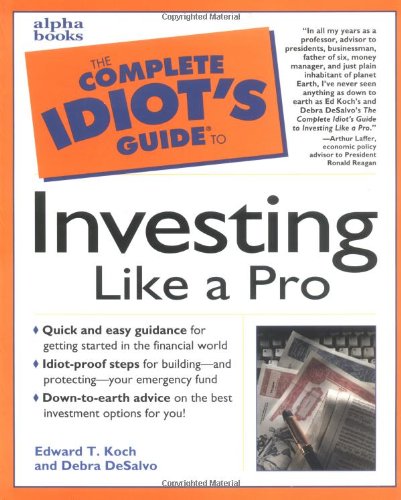 Copyrighted Material
alpha
books
THE
COMPLETE
IDIOT'S
GUIDE® TO
"In all my years as a
professor, advisor to
presidents, businessman,
father of six, money
manager, and just plain
inhabitant of planet
Earth, I've never seen
anything as down to
earth as Ed Koch's and
Debra DeSalvo's The
Complete Idiot's Guide
to Investing Like a Pro."
—Arthur Laffer,
economic policy
advisor to President
Ronald Reagan
Investing
Like a Pro
Quick and easy guidance for
getting started in the financial world
Idiot-proof steps for building—and
protecting—your emergency fund
Down-to-earth advice on the best
investment options for you!
Edward T. Koch
and Debra DeSalvo
Copyrighted Material